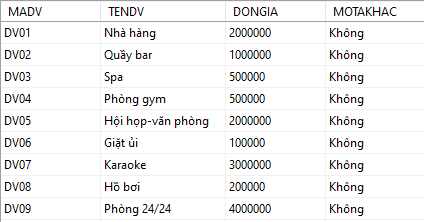 MADV TENDV DONGIA MOTAKHAC
DV01 Nhà hàng 2000000 Không
DV02 Quầy bar 1000000 Không
DV03 Spa 500000 Không
DV04 Phòng gym 500000 Không
DV05 Hội họp-văn phòng 2000000 Không
DV06 Giặt ủi 100000 Không
DV07 Karaoke 3000000 Không
DV08 Hồ bơi 200000 Không
DV09 Phòng 24/24 4000000 Không